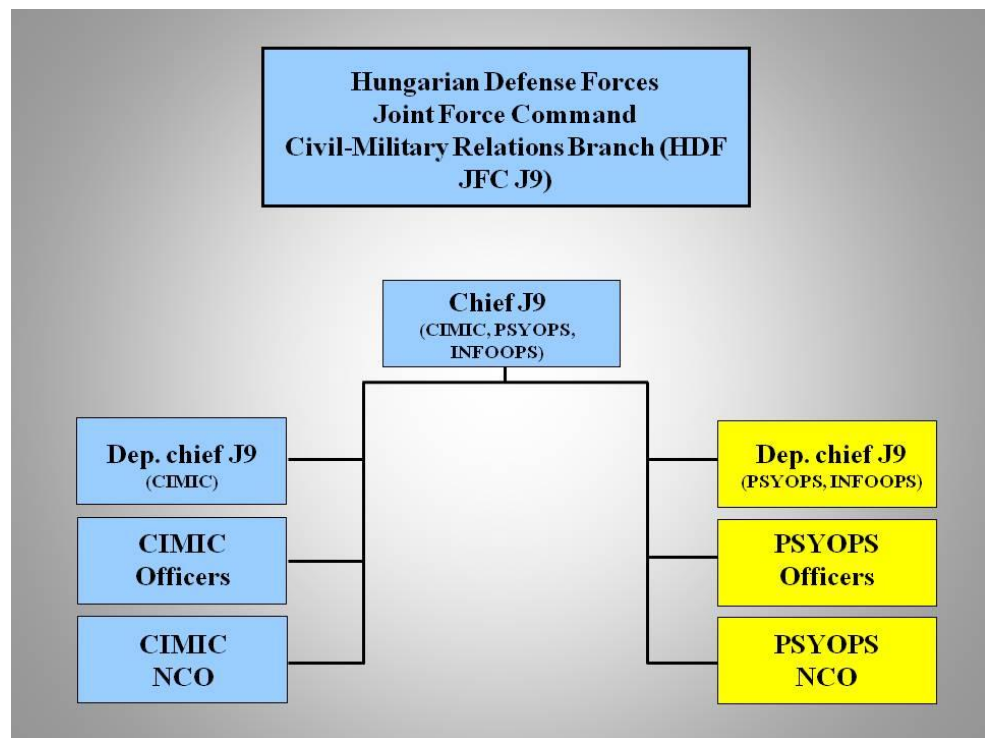 Hungarian Defense Forces
Joint Force Command
Civil-Military Relations Branch (HDF
JFC J9)
Chief J9
(CIMIC, PSYOPS,
INFOOPS)
Dep. chief J9
(CIMIC)
CIMIC
Officers
CIMIC
NCO
Dep. chief J9
(PSYOPS, INFOOPS)
PSYOPS
Officers
PSYOPS
NCO